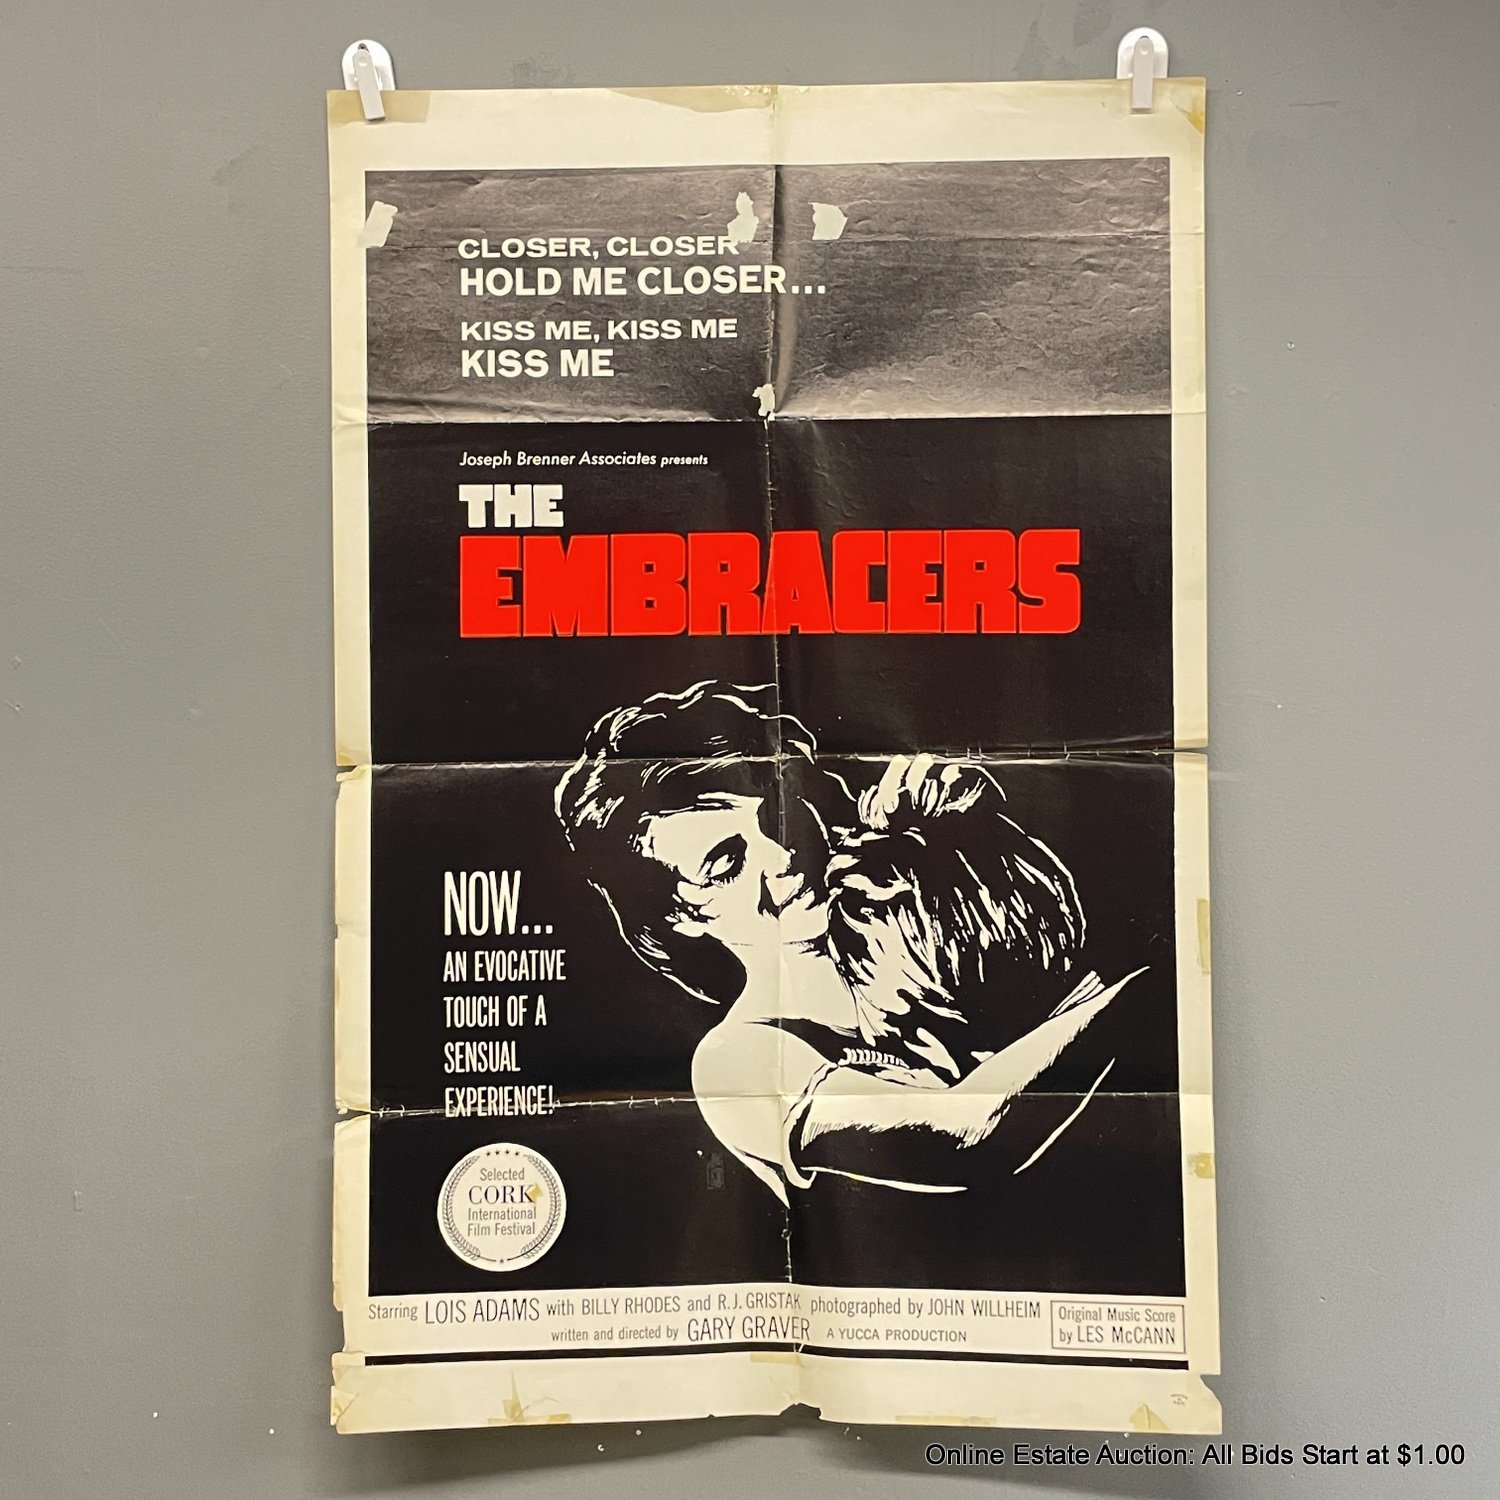 CLOSER, CLOSER
HOLD ME CLOSER...
KISS ME, KISS ME
KISS ME
Joseph Brenner Associates presents
THE
EMBRACERS
NOW...
AN EVOCATIVE
TOUCH OF A
SENSUAL
EXPERIENCE!
Selected
CORK
International
Film Festival
Starring LOIS ADAMS with BILLY RHODES and R.J. GRISTAK photographed by JOHN WILLHEIM
written and directed by GARY GRAVER A YUCCA PRODUCTION
Original Music Score
by LES McCANN
Online Estate Auction: All Bids Start at $1.00